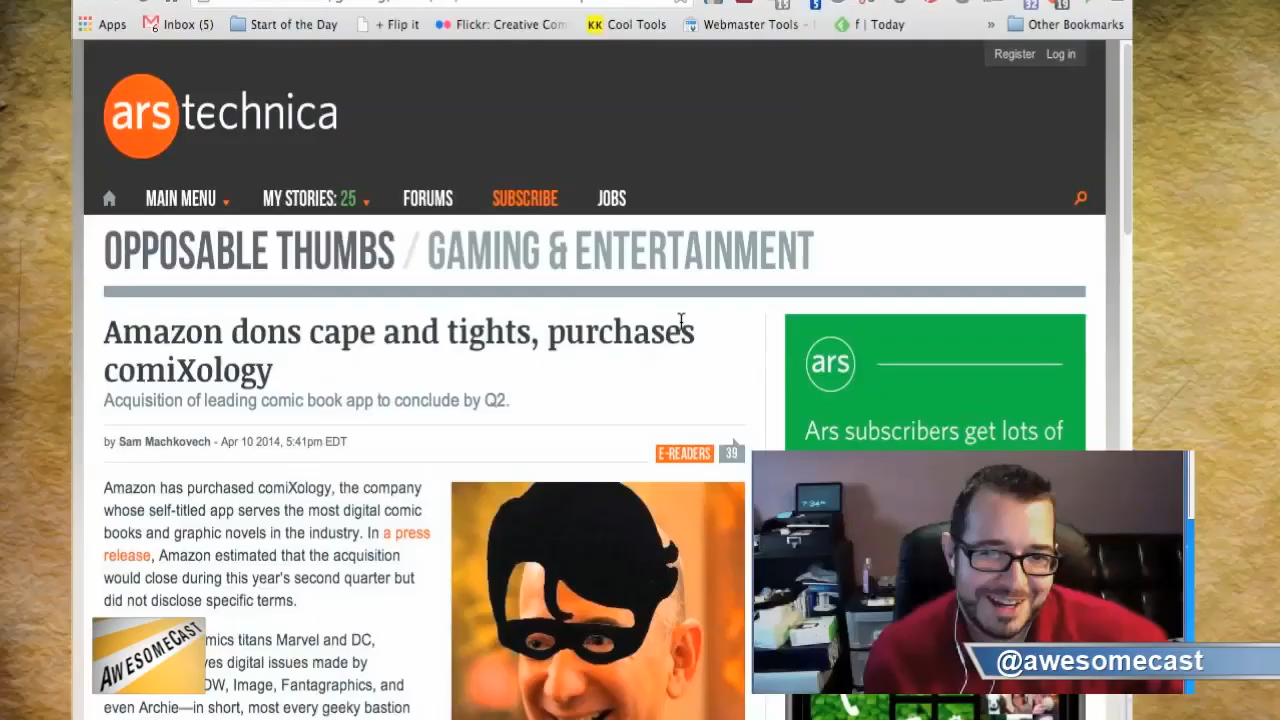 Apps
Inbox (5)
Start of the Day
+ Flip it
Flickr: Creative Com
KK Cool Tools
Webmaster Tools -
f | Today
»
Other Bookmarks
Register Log in
ars technica
MAIN MENU
MY STORIES: 25
FORUMS
SUBSCRIBE
JOBS
OPPOSABLE THUMBS / GAMING & ENTERTAINMENT
Amazon dons cape and tights, purchases
comiXology
Acquisition of leading comic book app to conclude by Q2.
by Sam Machkovech - Apr 10 2014, 5:41pm EDT
E-READERS 39
Amazon has purchased comiXology, the company
whose self-titled app serves the most digital comic
books and graphic novels in the industry. In a press
release, Amazon estimated that the acquisition
would close during this year's second quarter but
did not disclose specific terms.
mics titans Marvel and DC,
ves digital issues made by
DW, Image, Fantagraphics, and
even Archie—in short, most every geeky bastion
ars
Ars subscribers get lots of
7:34
AWESOMECAST
@awesomecast